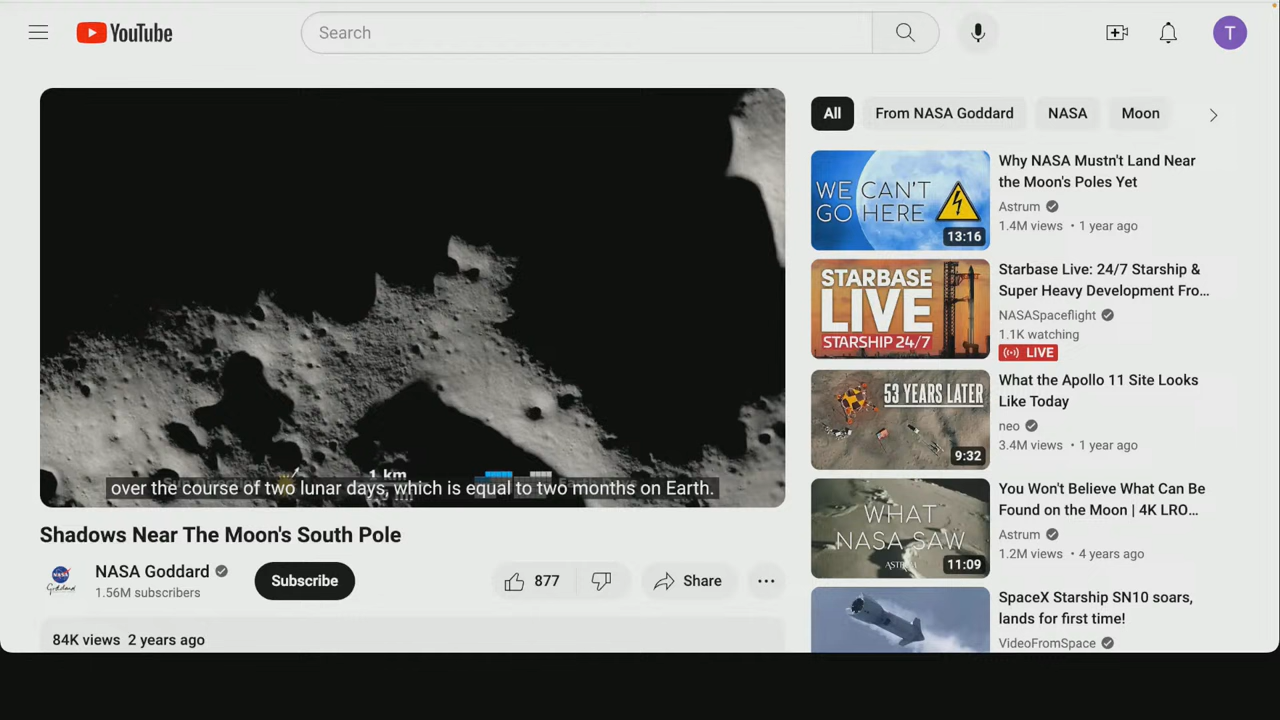 YouTube
Search
T
All
From NASA Goddard
NASA
Moon
1 km
over the course of two lunar days, which is equal to two months on Earth.
Shadows Near The Moon's South Pole
NASA Goddard
1.56M subscribers
Subscribe
877
Share
84K views 2 years ago
WE CAN'T
GO HERE
13:16
Why NASA Mustn't Land Near
the Moon's Poles Yet
Astrum
1.4M views • 1 year ago
STARBASE
LIVE
STARSHIP 24/7
Starbase Live: 24/7 Starship &
Super Heavy Development Fro...
NASASpaceflight
1.1K watching
LIVE
53 YEARS LATER
9:32
What the Apollo 11 Site Looks
Like Today
neo
3.4M views • 1 year ago
WHAT
NASA SAW
ASTRUM
11:09
You Won't Believe What Can Be
Found on the Moon | 4K LRO...
Astrum
1.2M views • 4 years ago
SpaceX Starship SN10 soars,
lands for first time!
VideoFromSpace